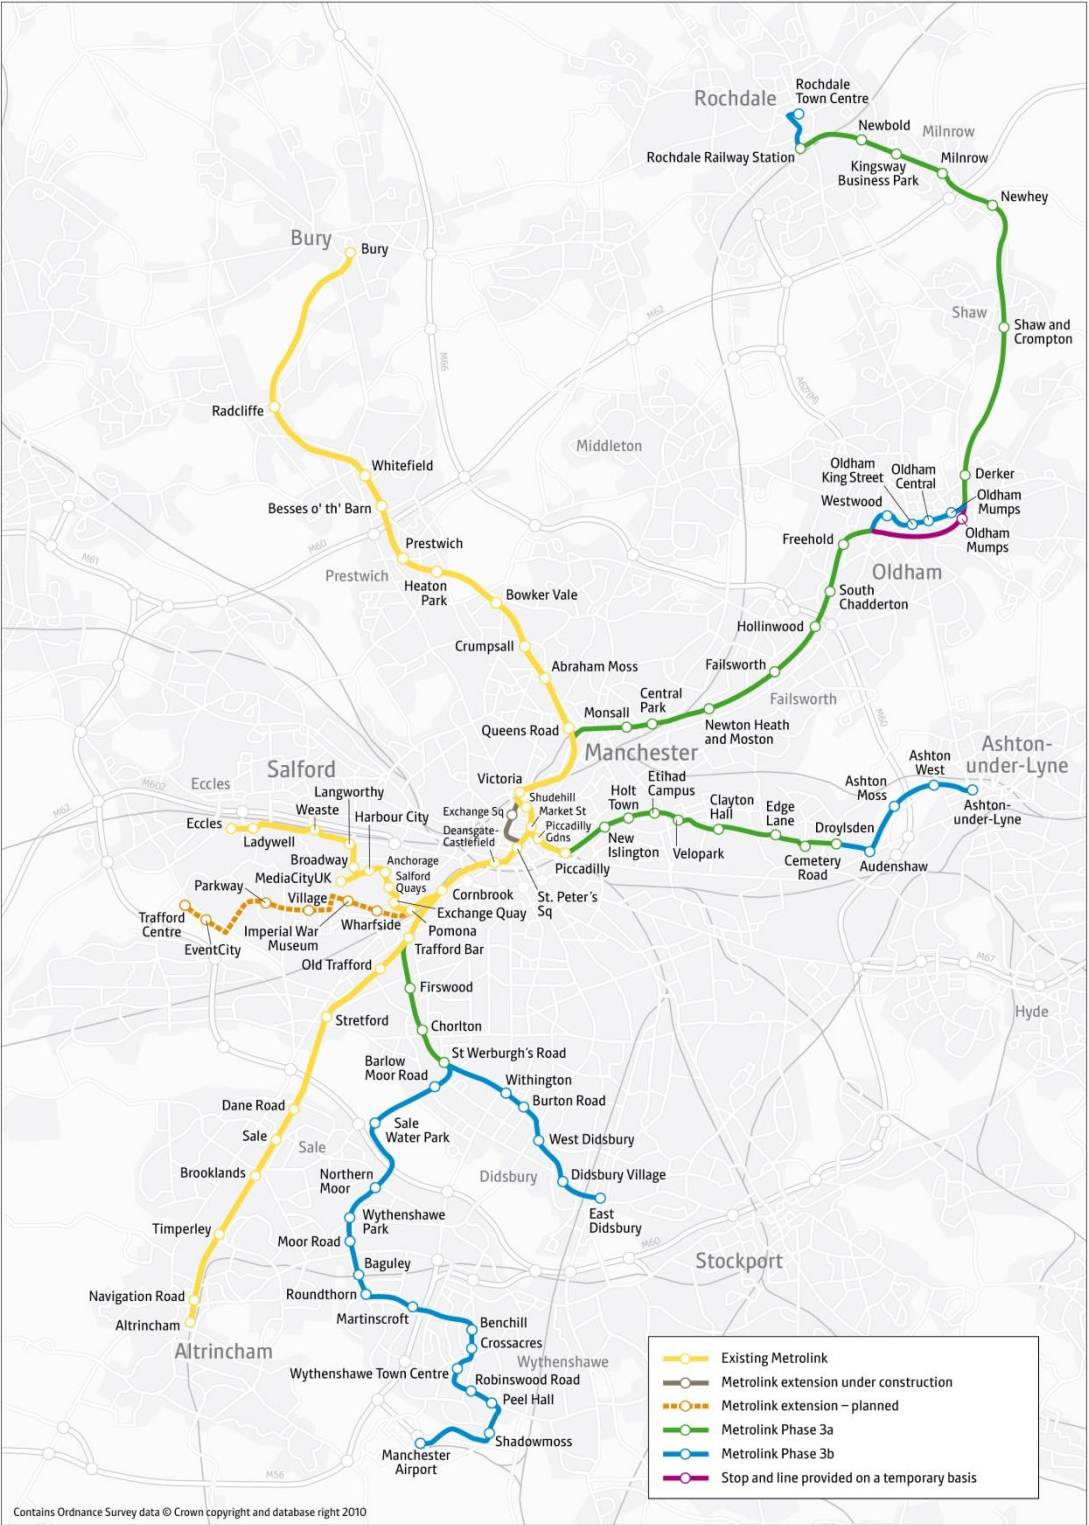 Rochdale
Town Centre
Rochdale
Newbold
Milnrow
Rochdale Railway Station
Kingsway
Business Park
Milnrow
Newhey
Bury
Bury
M62
Shaw
Shaw and
Crompton
M66
A627(M)
Radcliffe
Middleton
Whitefield
Besses o' th' Barn
Oldham
King Street
Oldham
Central
Derker
Westwood
Oldham
Mumps
Oldham
Mumps
Freehold
Oldham
M60
M61
Prestwich
Prestwich
Heaton
Park
Bowker Vale
South
Chadderton
Hollinwood
Crumpsall
Abraham Moss
Failsworth
Failsworth
Central
Park
Monsall
Newton Heath
and Moston
M60
Queens Road
Manchester
Ashton-
under-Lyne
Salford
Eccles
M602
M62
Victoria
Etihad
Campus
Holt
Town
Ashton
West
Ashton
Moss
Ashton-
under-Lyne
Langworthy
Weaste
Harbour City
Exchange Sq
Shudehill
Market St
Piccadilly
Gdns
Deansgate-
Castlefield
Clayton
Hall
Edge
Lane
Droylsden
Eccles
Ladywell
New
Islington
Velopark
Cemetery
Road
Audenshaw
Piccadilly
Broadway
MediaCityUK
Anchorage
Salford
Quays
Parkway
Village
Cornbrook
St. Peter's
Sq
Exchange Quay
Trafford
Centre
EventCity
Imperial War
Museum
Wharfside
Pomona
Trafford Bar
Old Trafford
M67
Firswood
Hyde
Stretford
Chorlton
St Werburgh's Road
Barlow
Moor Road
Withington
Burton Road
Dane Road
Sale
Water Park
Sale
Sale
West Didsbury
Brooklands
Northern
Moor
Didsbury
Didsbury Village
East
Didsbury
Wythenshawe
Park
Timperley
Moor Road
M60
Stockport
Baguley
Navigation Road
Roundthorn
Martinscroft
Altrincham
Altrincham
Benchill
Crossacres
Wythenshawe
Wythenshawe Town Centre
Robinswood Road
Peel Hall
Shadowmoss
Manchester
Airport
M56
Existing Metrolink
Metrolink extension under construction
Metrolink extension – planned
Metrolink Phase 3a
Metrolink Phase 3b
Stop and line provided on a temporary basis
Contains Ordnance Survey data © Crown copyright and database right 2010